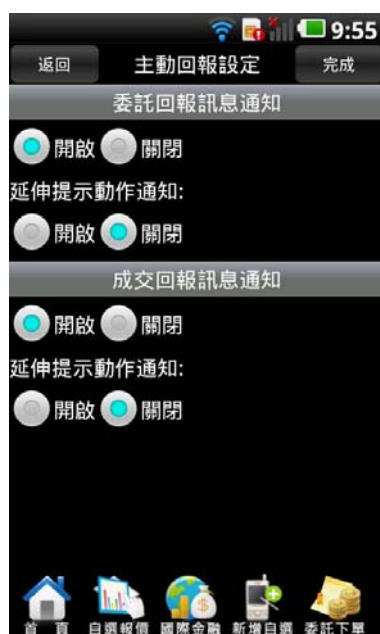 9:55
返回 主動回報設定 完成
委託回報訊息通知
開啟 關閉
延伸提示動作通知:
開啟 關閉
成交回報訊息通知
開啟 關閉
延伸提示動作通知:
開啟 關閉
首 頁 自選報價 國際金融 新增自選 委託下單